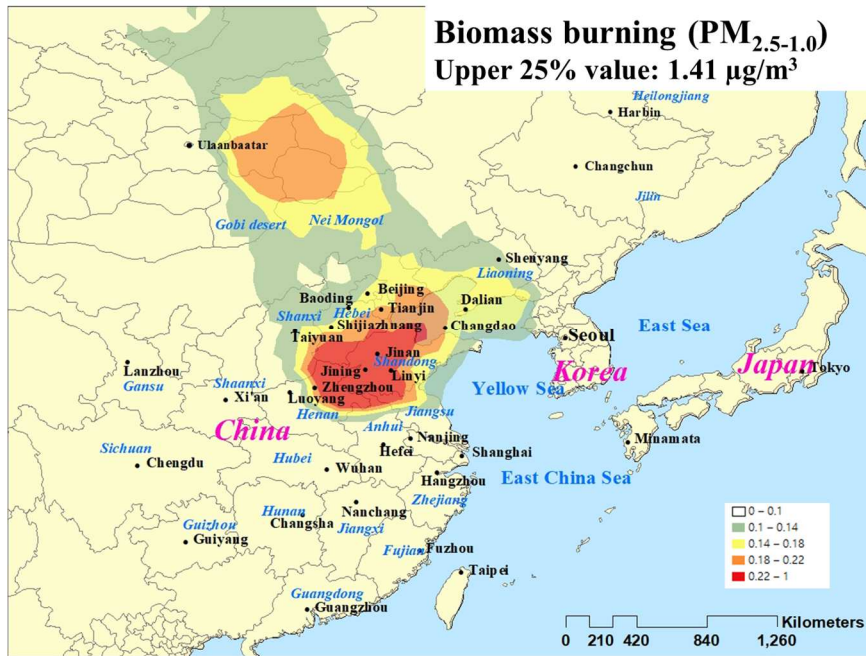 Biomass burning (PM2.5-1.0)
Upper 25% value: 1.41 μg/m3
Heilongjiang
Harbin
Ulaanbaatar
Changchun
Jilin
Gobi desert
Nei Mongol
Shenyang
Liaoning
Beijing
Baoding
Hebei
Tianjin
Dalian
Shanxi
Shijiazhnang
Changdao
Taiyuan
Seoul
East Sea
Jinan
Shandong
Lanzhou
Jining
Linyi
Korea
Japan
Tokyo
Gansu
Shaanxi
Zhengzhou
Yellow Sea
Xi'an
Luoyang
Henan
Jiangsu
China
Anhui
Nanjing
Minamata
Sichuan
Hefei
Hubei
Shanghai
Chengdu
Wuhan
Hangzhou
East China Sea
Zhejiang
Nanchang
Hunan
Guizhou
Changsha
Jiangxi
Guiyang
Fujian
Fuzhou
Taipei
Guangdong
Guangzhou
0 – 0.1
0.1 – 0.14
0.14 – 0.18
0.18 – 0.22
0.22 – 1
Kilometers
0 210 420 840 1,260